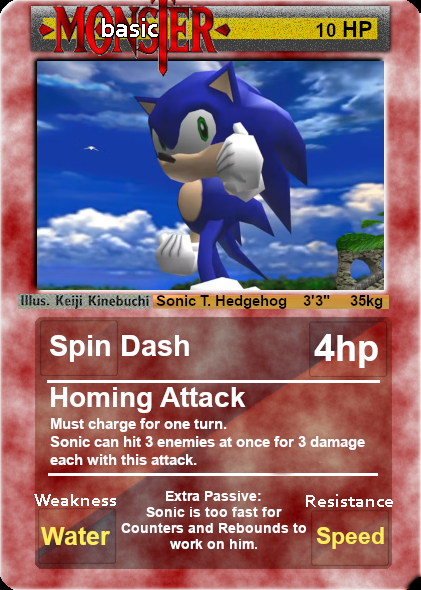 MONSTER
basic
10 HP
Illus. Keiji Kinebuchi Sonic T. Hedgehog 3'3" 35kg
Spin Dash 4hp
Homing Attack
Must charge for one turn.
Sonic can hit 3 enemies at once for 3 damage
each with this attack.
Weakness
Water
Extra Passive:
Sonic is too fast for
Counters and Rebounds to
work on him.
Resistance
Speed